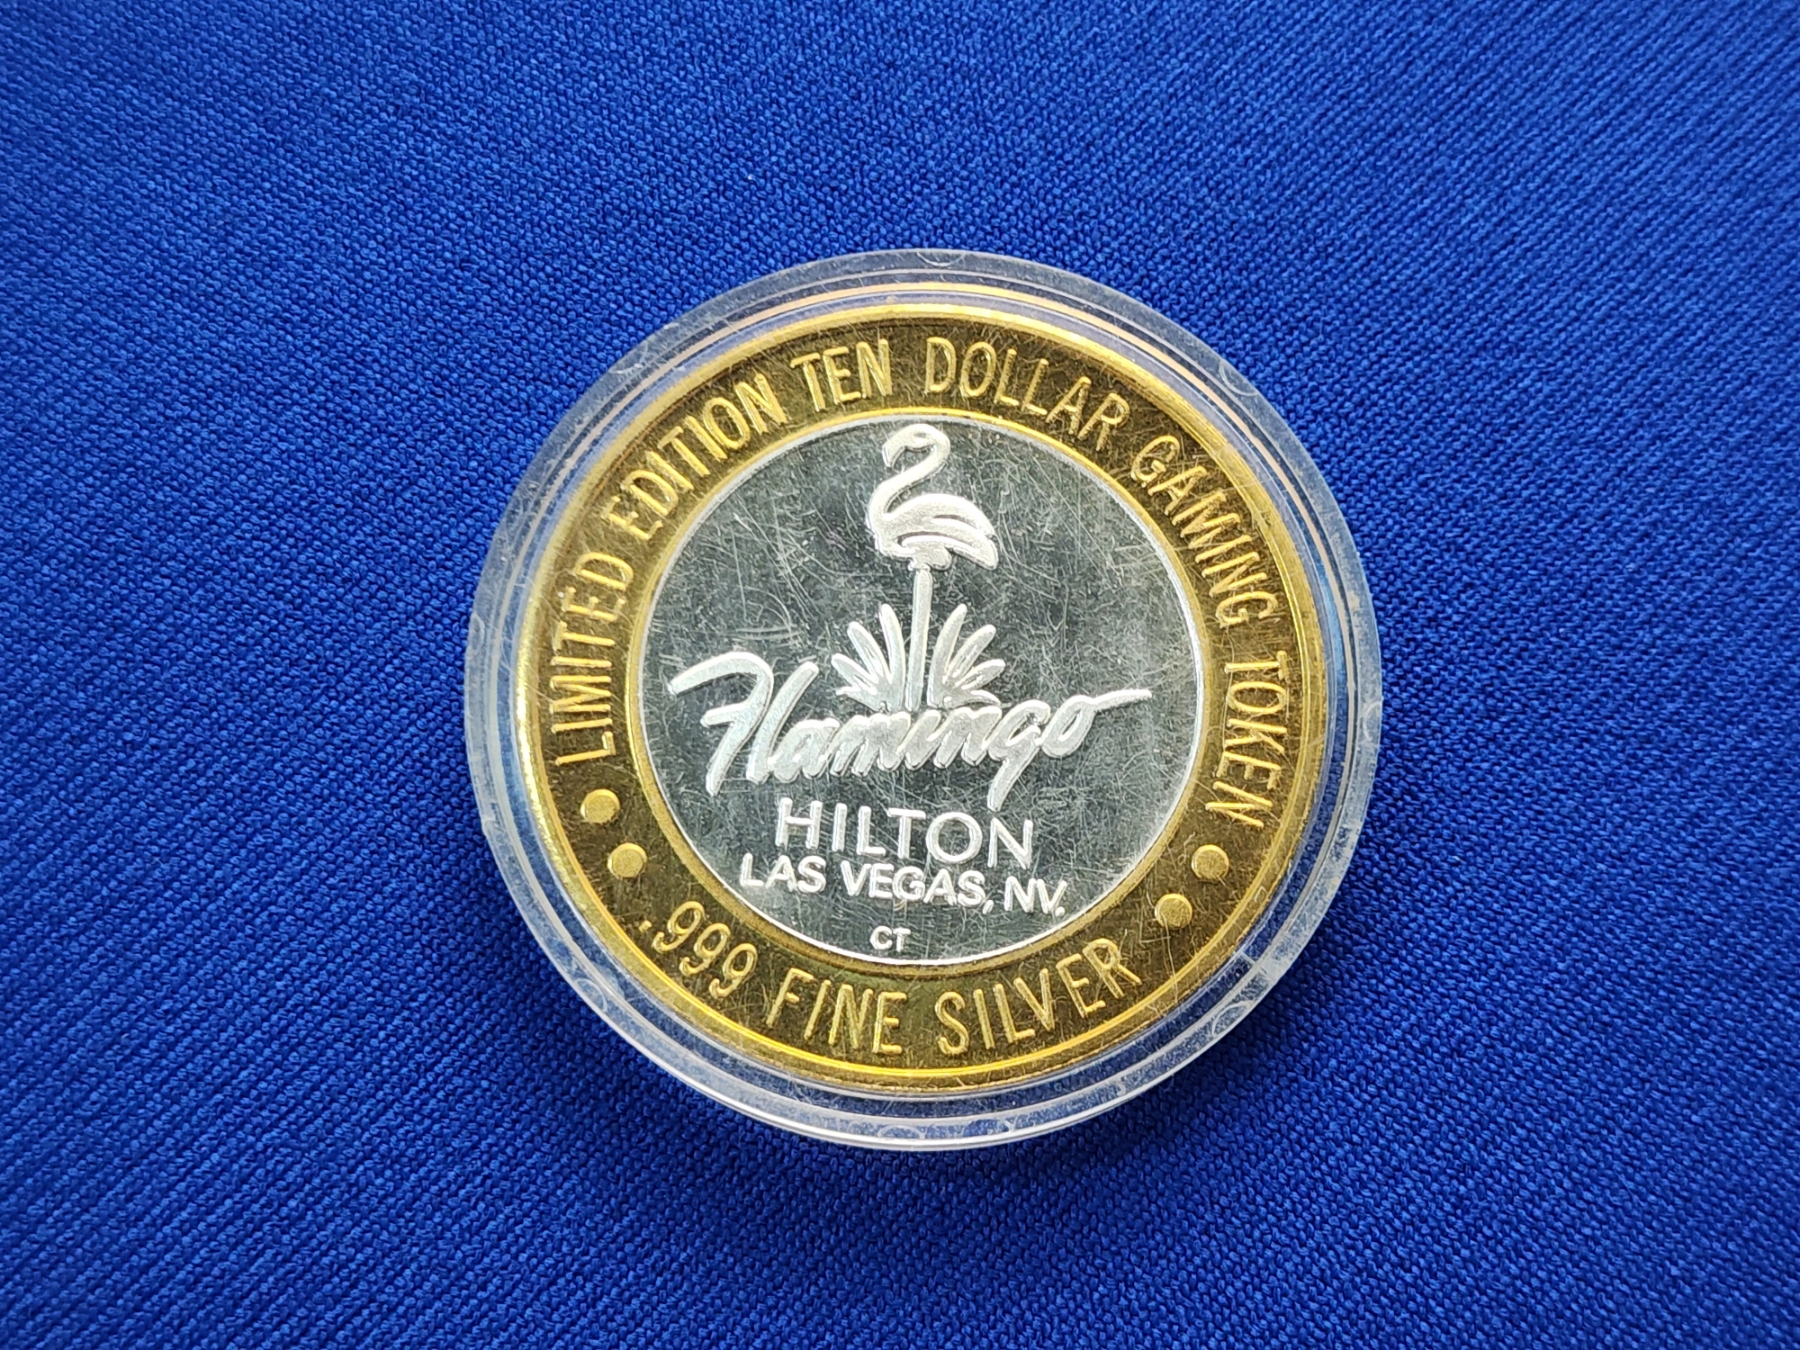 LIMITED EDITION TEN DOLLAR GAMING TOKEN
Flamingo
HILTON
LAS VEGAS, NV.
CT
.999 FINE SILVER